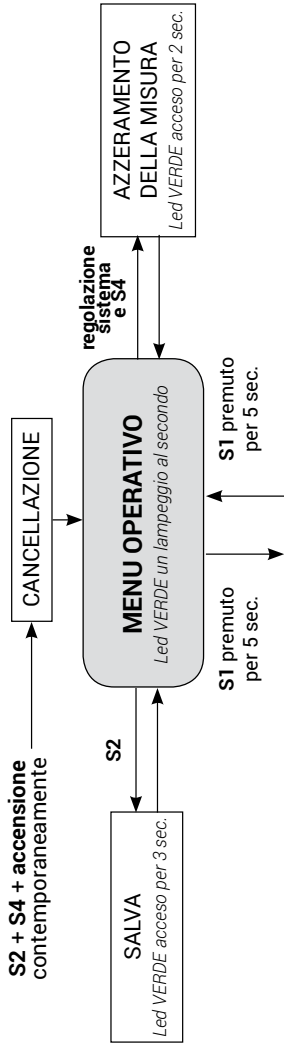 S2 + S4 + accensione
contemporaneamente
CANCELLAZIONE
SALVA
Led VERDE acceso per 3 sec.
S2
MENU OPERATIVO
Led VERDE un lampeggio al secondo
regolazione
sistema
e S4
AZZERAMENTO
DELLA MISURA
Led VERDE acceso per 2 sec.
S1 premuto
per 5 sec.
S1 premuto
per 5 sec.